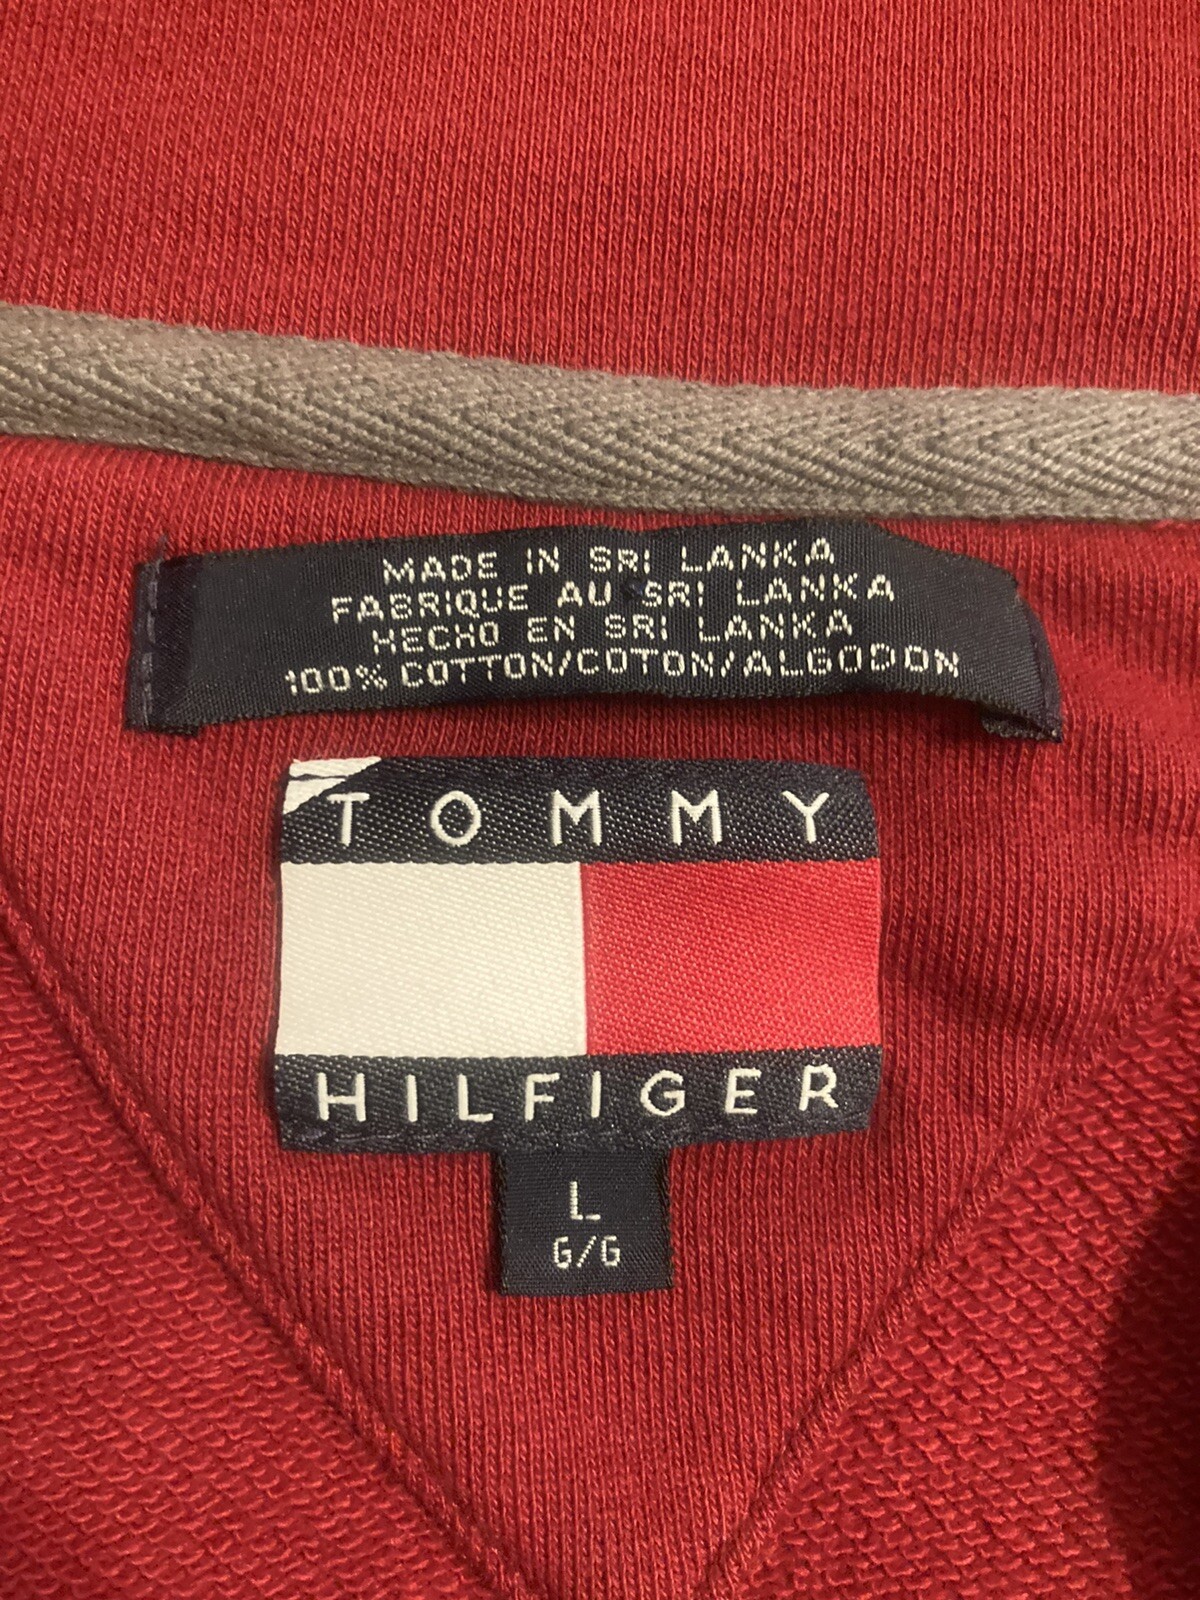 MADE IN SRI LANKA
FABRIQUE AU SRI LANKA
HECHO EN SRI LANKA
100% COTTON/COTON/ALGODON
TOMMY
HILFIGER
L
G/G